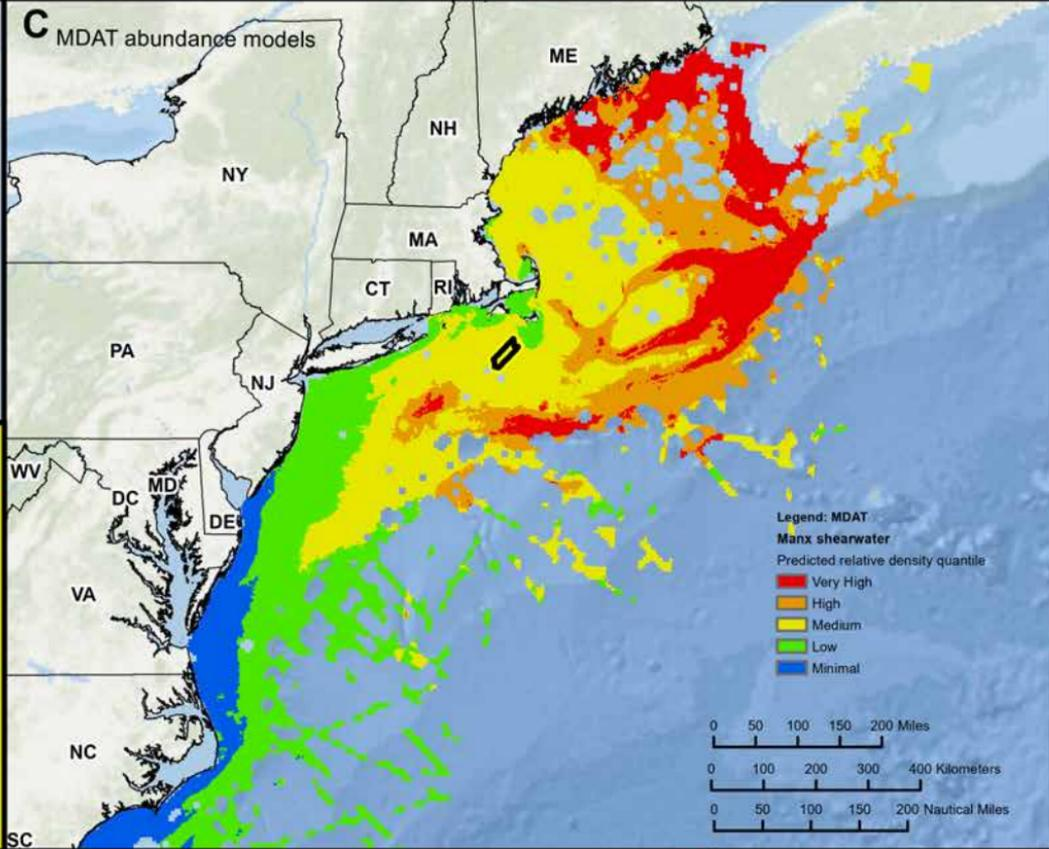 C MDAT abundance models
ME
NH
NY
MA
CT
RI
PA
NJ
WV
MD
DC
DE
VA
NC
SC
Legend: MDAT
Manx shearwater
Predicted relative density quantile
Very High
High
Medium
Low
Minimal
0 50 100 150 200 Miles
0 100 200 300 400 Kilometers
0 50 100 150 200 Nautical Miles